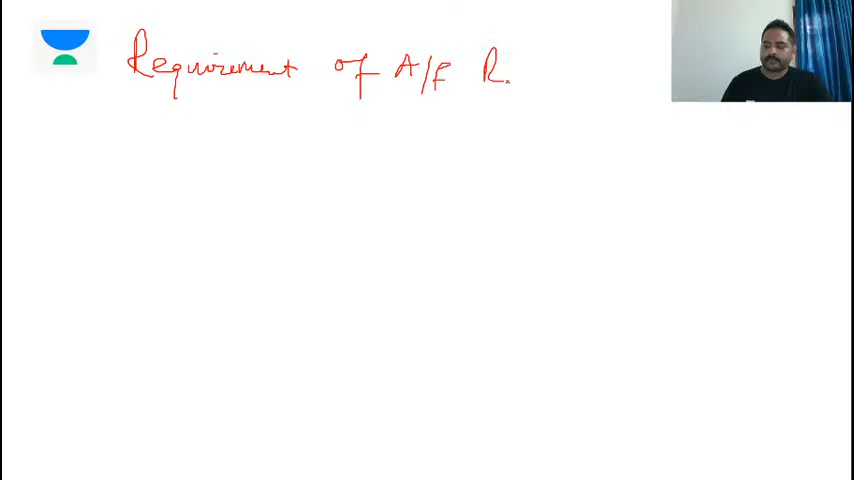 Requirement of A/F R.